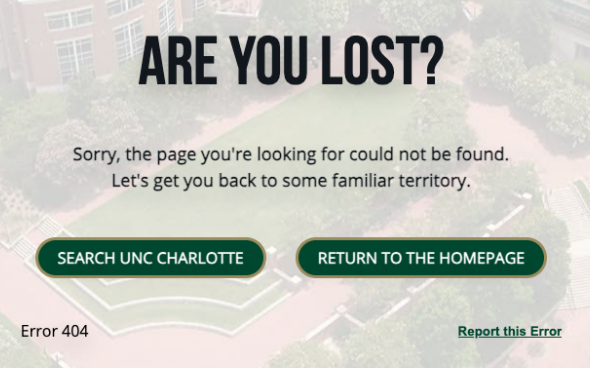 ARE YOU LOST?
Sorry, the page you're looking for could not be found.
Let's get you back to some familiar territory.
SEARCH UNC CHARLOTTE
RETURN TO THE HOMEPAGE
Error 404
Report this Error